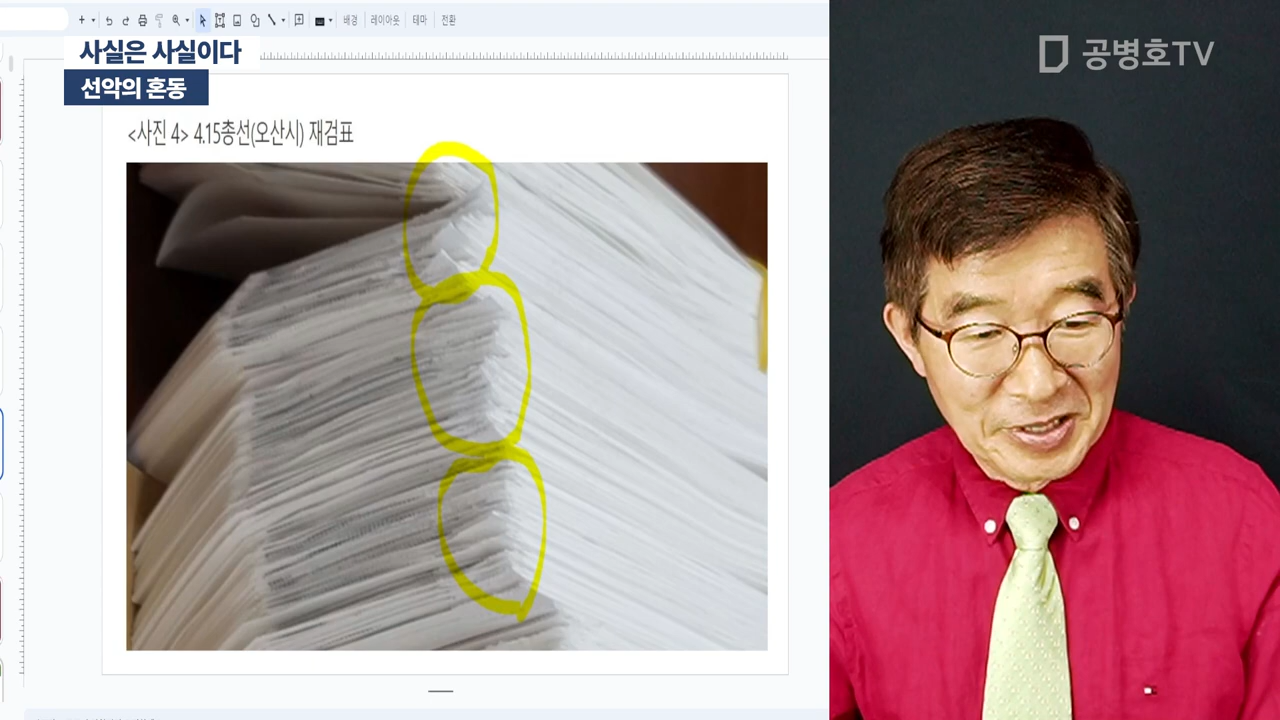 사실은 사실이다
선악의 혼동
배경
레이아웃
테마
전환
공병호TV
<사진 4> 4.15총선(오산시) 재검표